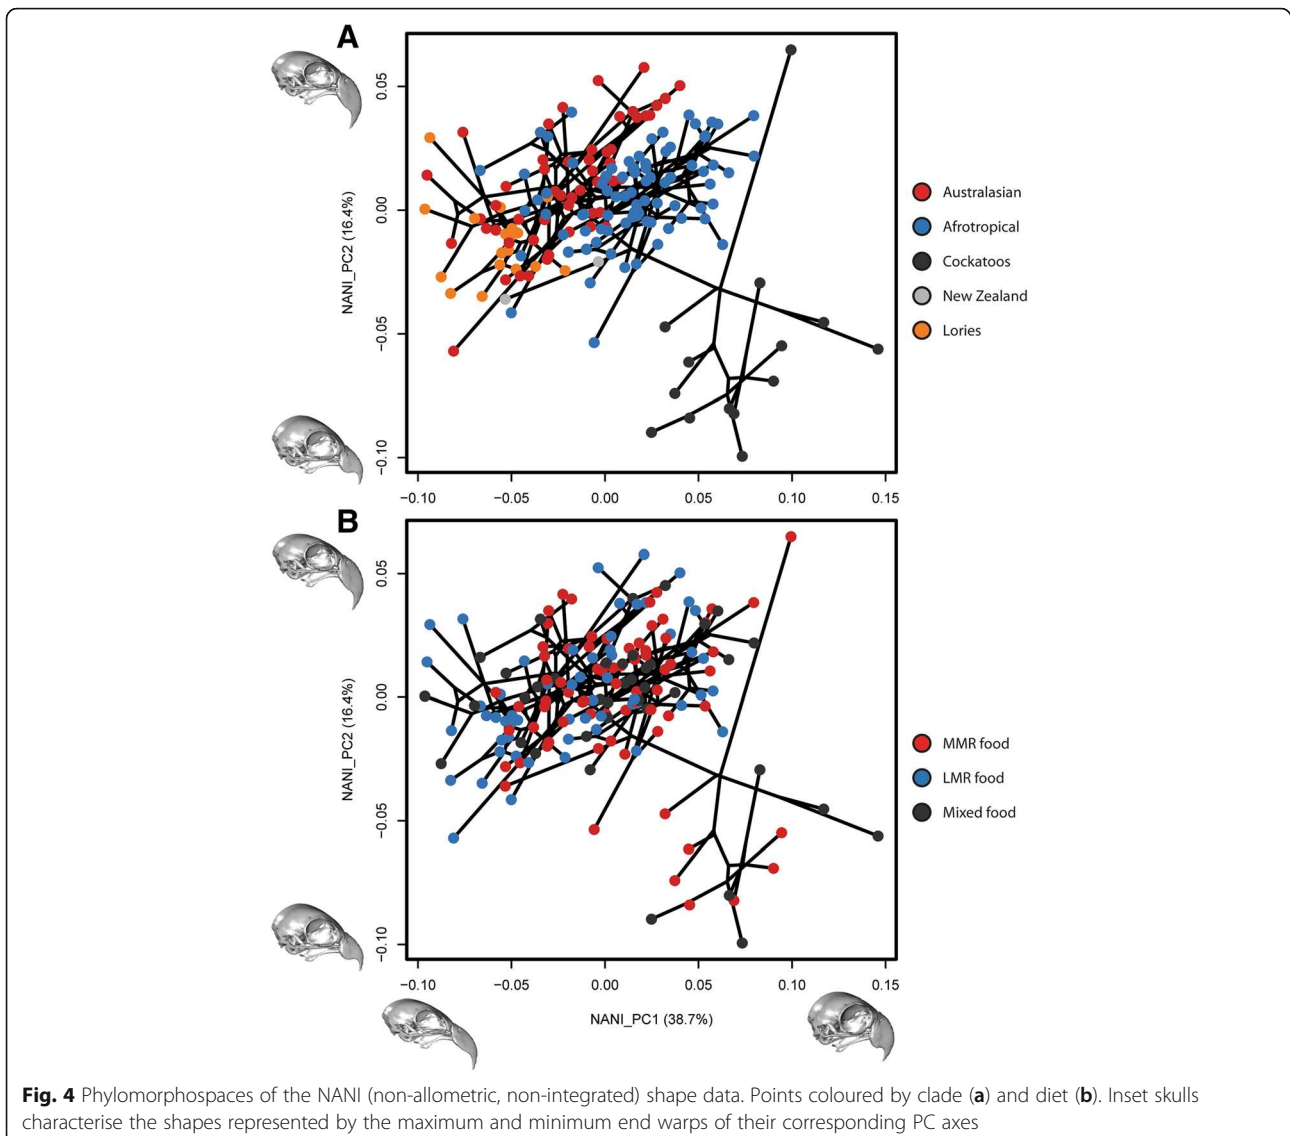 A
0.05
0.00
−0.05
−0.10
NANI_PC2 (16.4%)
−0.10 −0.05 0.00 0.05 0.10 0.15
Australasian
Afrotropical
Cockatoos
New Zealand
Lories
B
0.05
0.00
−0.05
−0.10
NANI_PC2 (16.4%)
−0.10 −0.05 0.00 0.05 0.10 0.15
NANI_PC1 (38.7%)
MMR food
LMR food
Mixed food
Fig. 4 Phylomorphospaces of the NANI (non-allometric, non-integrated) shape data. Points coloured by clade (a) and diet (b). Inset skulls
characterise the shapes represented by the maximum and minimum end warps of their corresponding PC axes